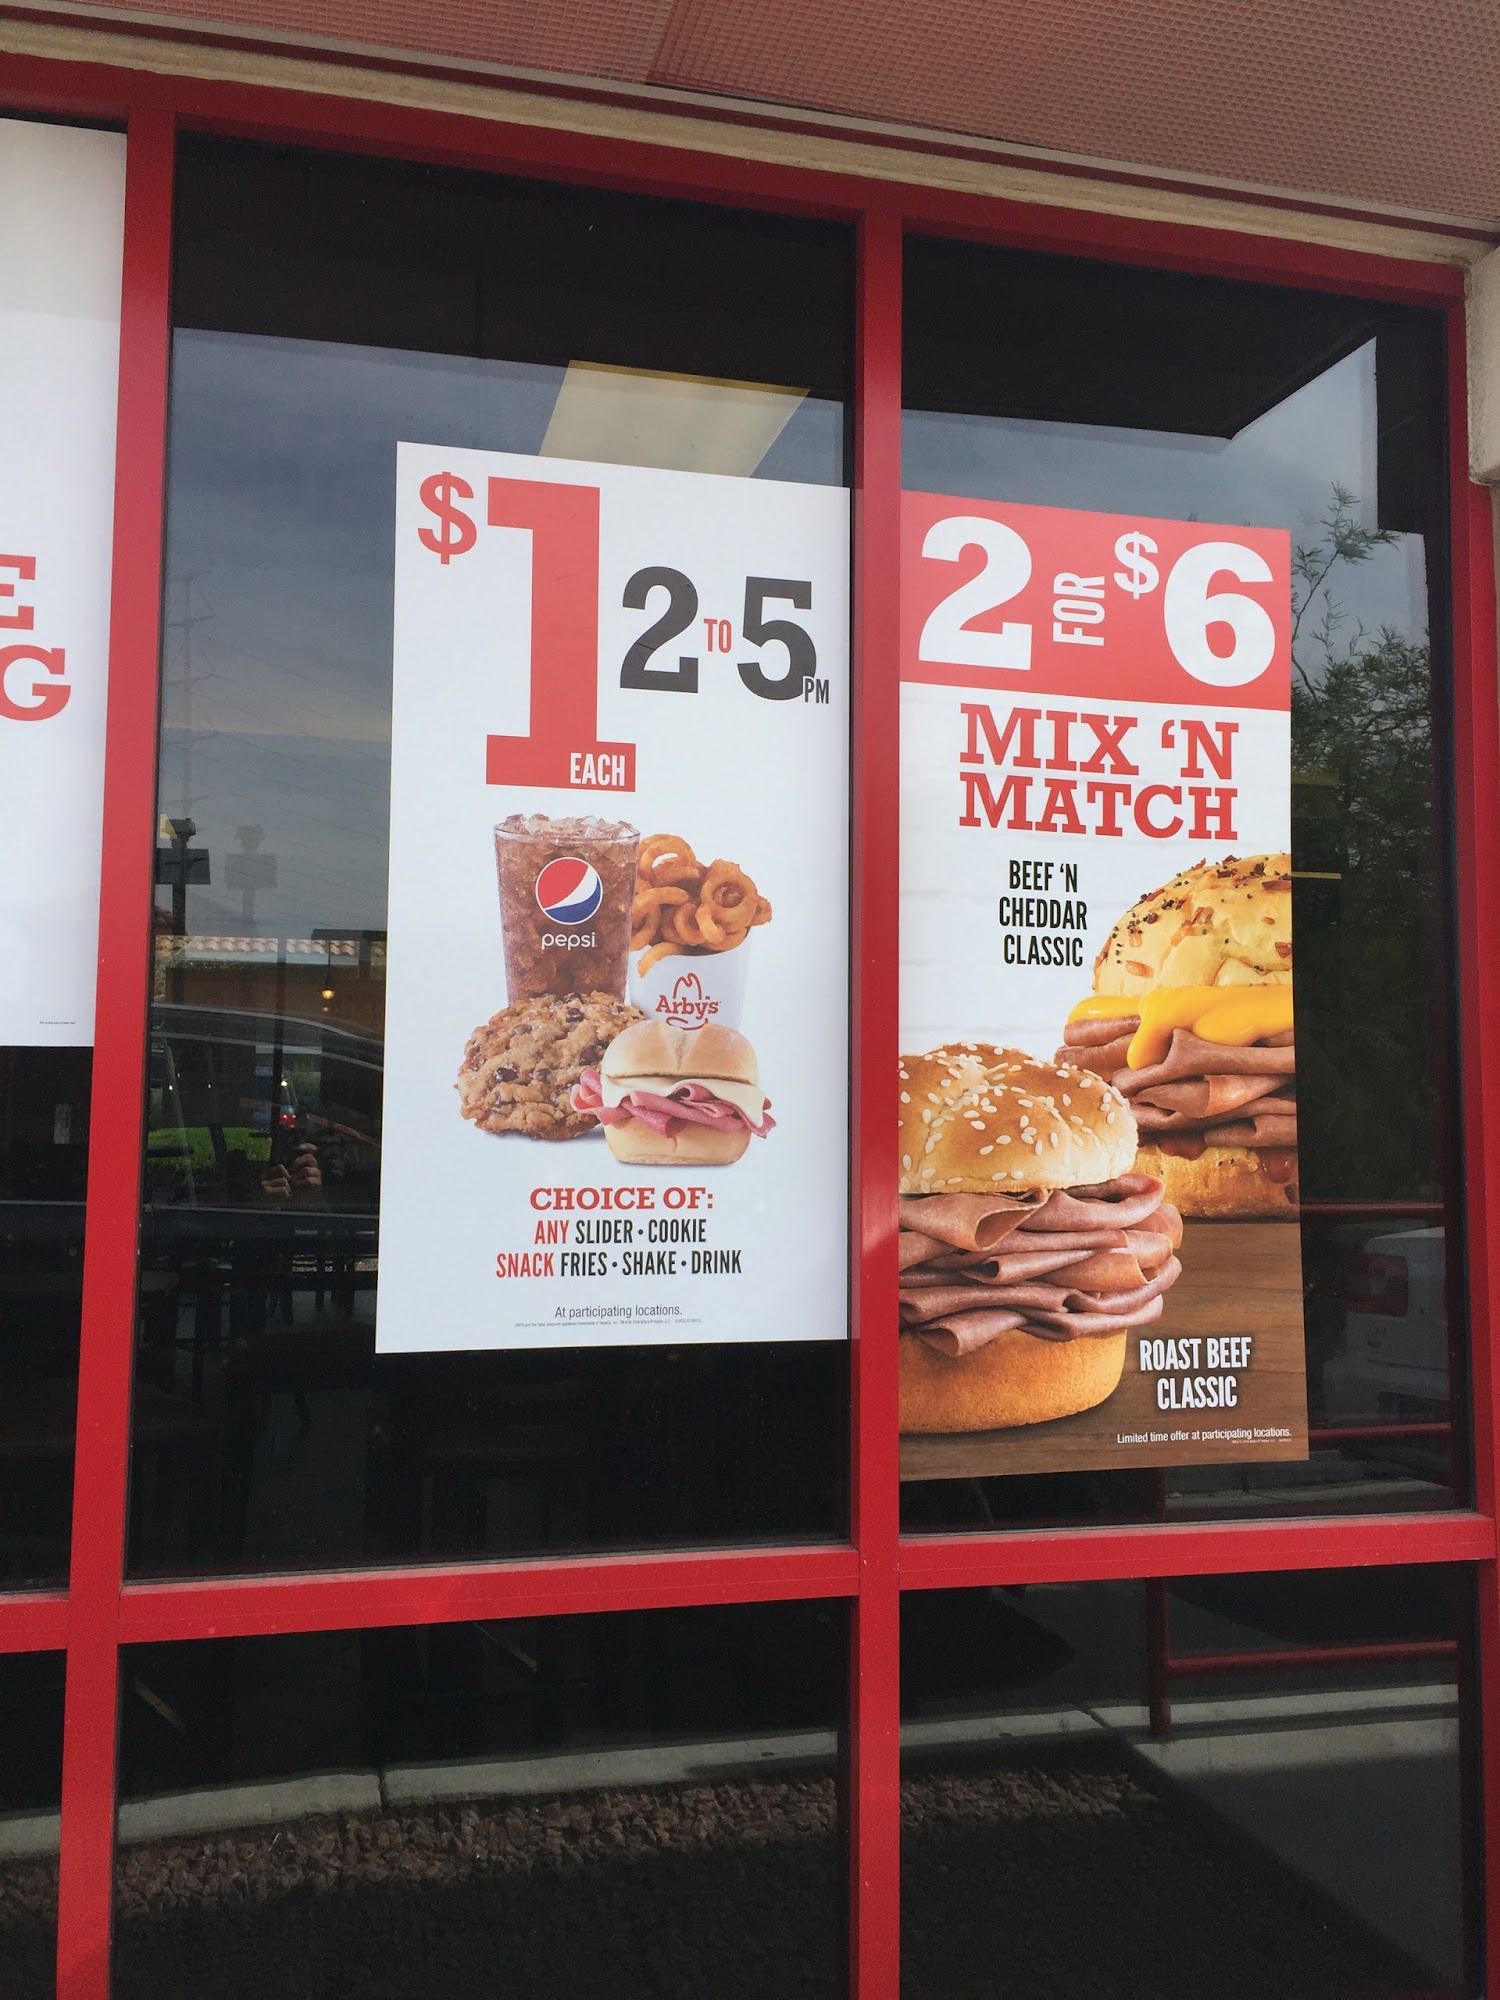 E
G
$1
EACH
2 TO 5 PM
pepsi
Arby's
CHOICE OF:
ANY SLIDER • COOKIE
SNACK FRIES • SHAKE • DRINK
At participating locations.
2 FOR $6
MIX 'N
MATCH
BEEF 'N
CHEDDAR
CLASSIC
ROAST BEEF
CLASSIC
Limited time offer at participating locations.